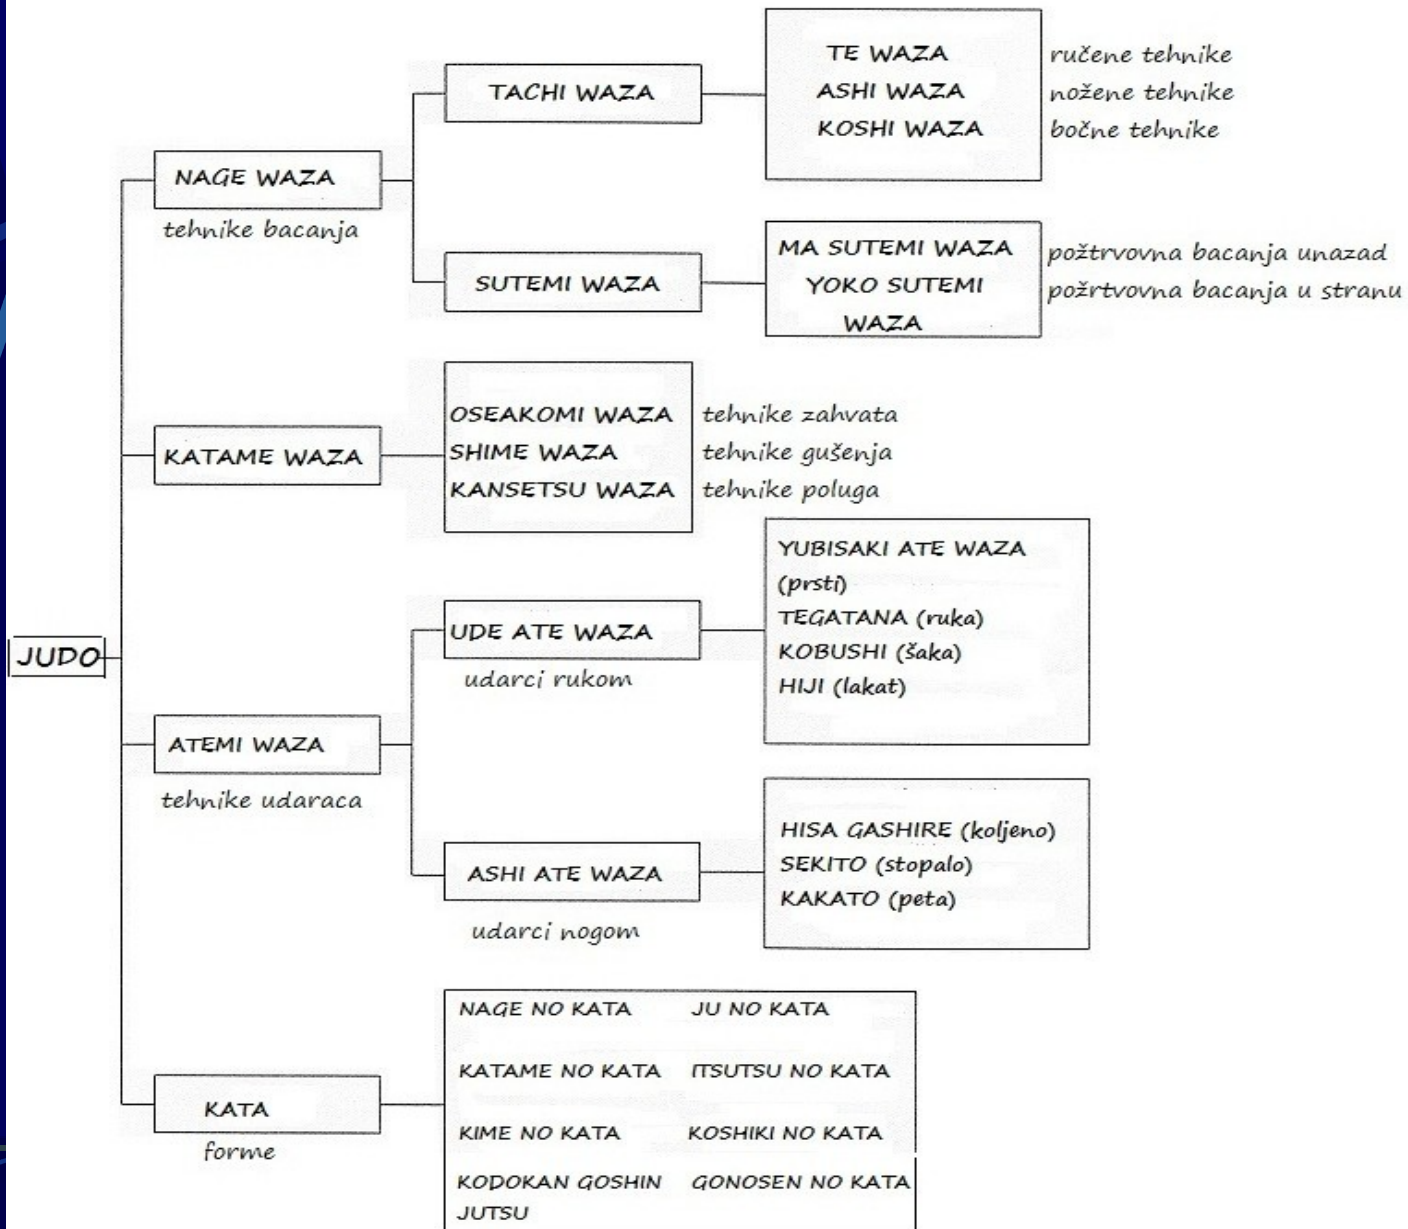 JUDO
NAGE WAZA
tehnike bacanja
TACHI WAZA
TE WAZA
ASHI WAZA
KOSHI WAZA
ručene tehnike
nožene tehnike
bočne tehnike
SUTEMI WAZA
MA SUTEMI WAZA
YOKO SUTEMI
WAZA
požtrvovna bacanja unazad
požrtvovna bacanja u stranu
KATAME WAZA
OSEAKOMI WAZA
SHIME WAZA
KANSETSU WAZA
tehnike zahvata
tehnike gušenja
tehnike poluga
ATEMI WAZA
tehnike udaraca
UDE ATE WAZA
udarci rukom
YUBISAKI ATE WAZA
(prsti)
TEGATANA (ruka)
KOBUSHI (šaka)
HIJI (lakat)
ASHI ATE WAZA
udarci nogom
HISA GASHIRE (koljeno)
SEKITO (stopalo)
KAKATO (peta)
KATA
forme
NAGE NO KATA
JU NO KATA
KATAME NO KATA
ITSUTSU NO KATA
KIME NO KATA
KOSHIKI NO KATA
KODOKAN GOSHIN
JUTSU
GONOSEN NO KATA